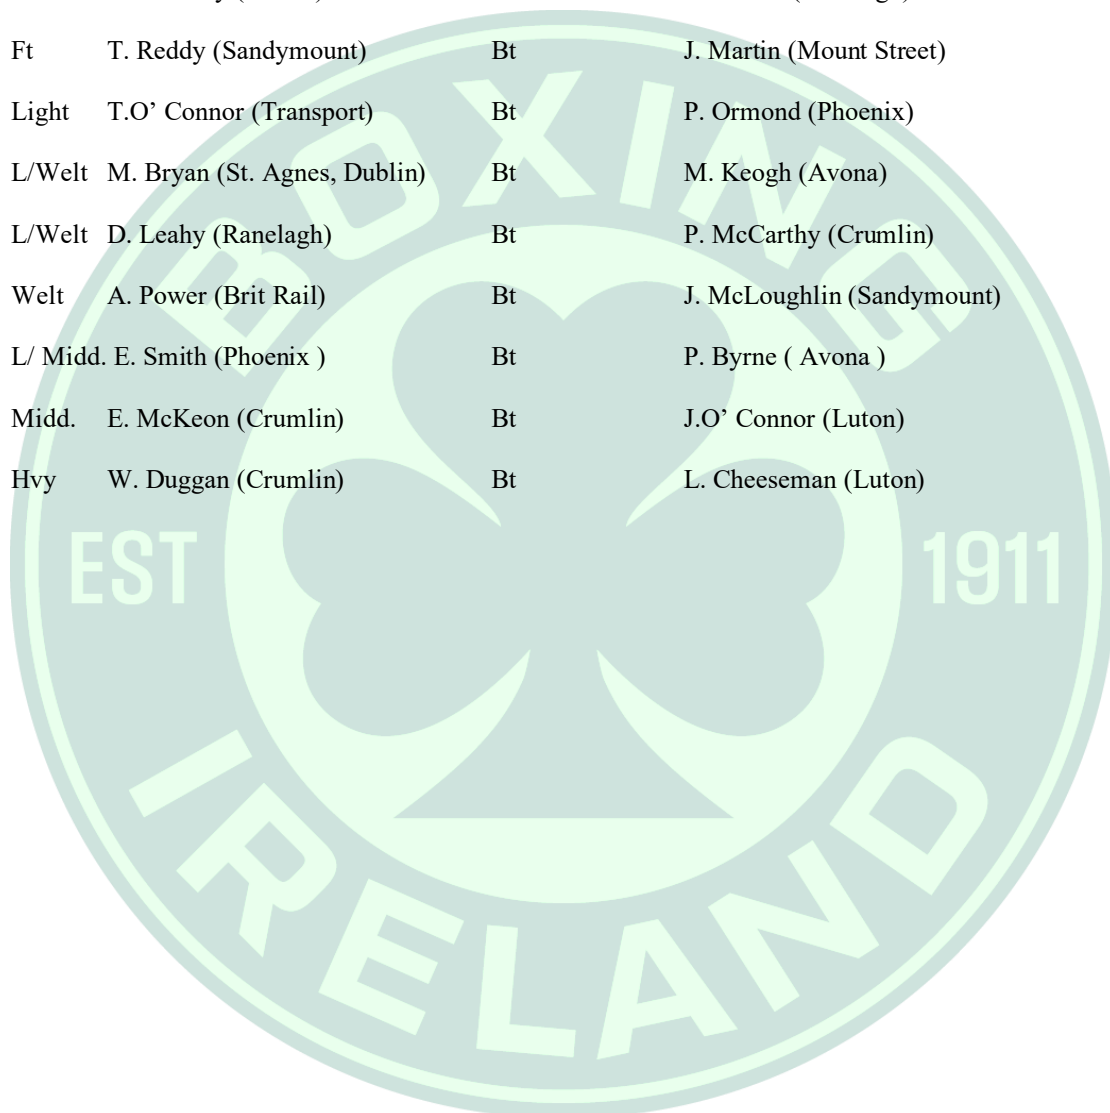 Ft T. Reddy (Sandymount) Bt J. Martin (Mount Street)
Light T.O’ Connor (Transport) Bt P. Ormond (Phoenix)
L/Welt M. Bryan (St. Agnes, Dublin) Bt M. Keogh (Avona)
L/Welt D. Leahy (Ranelagh) Bt P. McCarthy (Crumlin)
Welt A. Power (Brit Rail) Bt J. McLoughlin (Sandymount)
L/ Midd. E. Smith (Phoenix ) Bt P. Byrne ( Avona )
Midd. E. McKeon (Crumlin) Bt J.O’ Connor (Luton)
Hvy W. Duggan (Crumlin) Bt L. Cheeseman (Luton)
BOXING
EST 1911
IRELAND